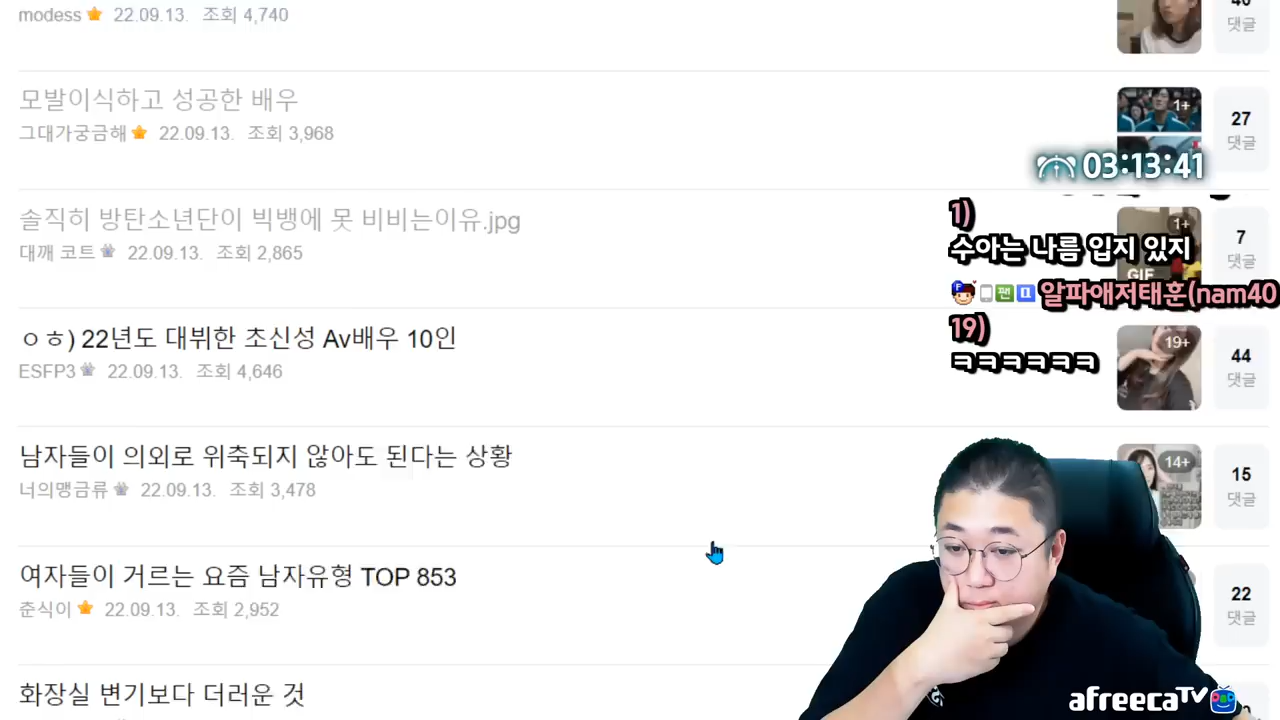 modess 22.09.13. 조회 4,740
댓글
모발이식하고 성공한 배우
그대가궁금해 22.09.13. 조회 3,968
1+
27
댓글
03:13:41
솔직히 방탄소년단이 빅뱅에 못 비비는이유.jpg
대깨 코트 22.09.13. 조회 2,865
1+
GIF
7
댓글
1)
수아는 나름 입지 있지
F 팬 알파애저태훈(nam40
19)
ㅋㅋㅋㅋㅋㅋ
ㅇㅎ) 22년도 대뷔한 초신성 Av배우 10인
ESFP3 22.09.13. 조회 4,646
19+
44
댓글
남자들이 의외로 위축되지 않아도 된다는 상황
너의맹금류 22.09.13. 조회 3,478
14+
15
댓글
여자들이 거르는 요즘 남자유형 TOP 853
춘식이 22.09.13. 조회 2,952
22
댓글
화장실 변기보다 더러운 것
afreecaTV